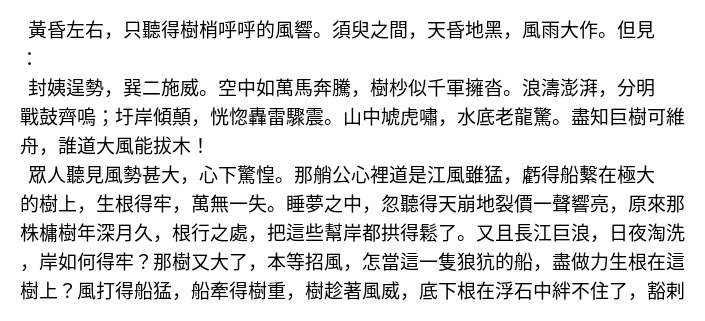 黃昏左右，只聽得樹梢呼呼的風響。須臾之間，天昏地黑，風雨大作。但見
：
封姨逞勢，巽二施威。空中如萬馬奔騰，樹杪似千軍擁沓。浪濤澎湃，分明
戰鼓齊鳴；圩岸傾顛，恍惚轟雷驟震。山中虓虎嘯，水底老龍驚。盡知巨樹可維
舟，誰道大風能拔木！
眾人聽見風勢甚大，心下驚惶。那艄公心裡道是江風雖猛，虧得船繫在極大
的樹上，生根得牢，萬無一失。睡夢之中，忽聽得天崩地裂價一聲響亮，原來那
株槦樹年深月久，根行之處，把這些幫岸都拱得鬆了。又且長江巨浪，日夜淘洗
，岸如何得牢？那樹又大了，本等招風，怎當這一隻狼犺的船，盡做力生根在這
樹上？風打得船猛，船牽得樹重，樹趁著風威，底下根在浮石中絆不住了，豁剌